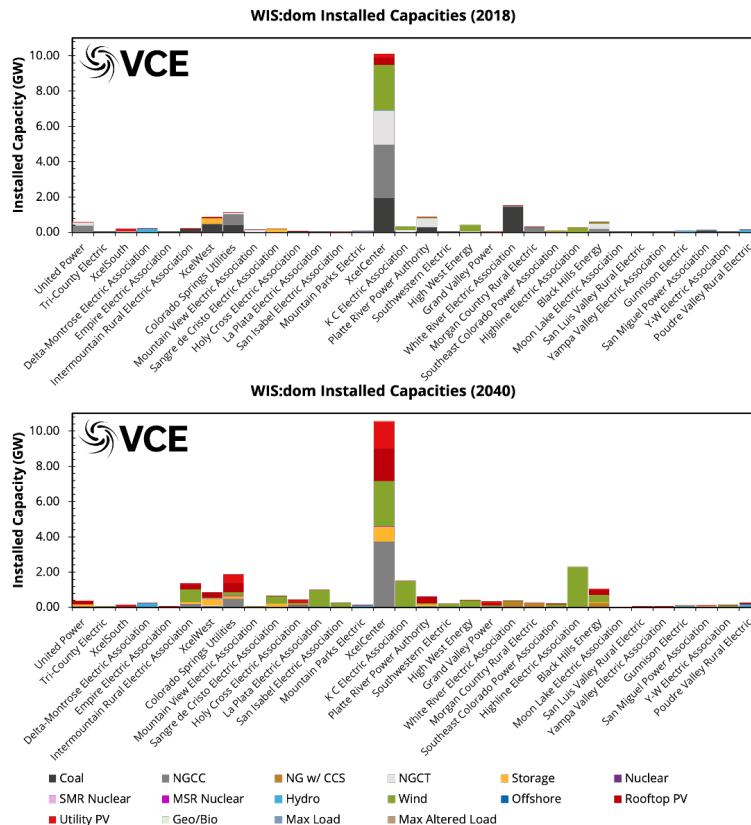 WIS:dom Installed Capacities (2018)
VCE
Installed Capacity (GW)
10.00
8.00
6.00
4.00
2.00
0.00
United Power
Tri-County Electric
XcelSouth
Delta-Montrose Electric Association
Empire Electric Association
Intermountain Rural Electric Association
XcelWest
Colorado Springs Utilities
Mountain View Electric Association
Sangre de Cristo Electric Association
Holy Cross Electric Association
La Plata Electric Association
San Isabel Electric Association
Mountain Parks Electric
XcelCenter
K C Electric Association
Platte River Power Authority
Southwestern Electric
High West Energy
Grand Valley Power
White River Electric Association
Morgan Country Rural Electric
Southeast Colorado Power Association
Highline Electric Association
Black Hills Energy
Moon Lake Electric Association
San Luis Valley Rural Electric
Yampa Valley Electric Association
Gunnison Electric
San Miguel Power Association
Y-W Electric Association
Poudre Valley Rural Electric
WIS:dom Installed Capacities (2040)
VCE
Installed Capacity (GW)
10.00
8.00
6.00
4.00
2.00
0.00
United Power
Tri-County Electric
XcelSouth
Delta-Montrose Electric Association
Empire Electric Association
Intermountain Rural Electric Association
XcelWest
Colorado Springs Utilities
Mountain View Electric Association
Sangre de Cristo Electric Association
Holy Cross Electric Association
La Plata Electric Association
San Isabel Electric Association
Mountain Parks Electric
XcelCenter
K C Electric Association
Platte River Power Authority
Southwestern Electric
High West Energy
Grand Valley Power
White River Electric Association
Morgan Country Rural Electric
Southeast Colorado Power Association
Highline Electric Association
Black Hills Energy
Moon Lake Electric Association
San Luis Valley Rural Electric
Yampa Valley Electric Association
Gunnison Electric
San Miguel Power Association
Y-W Electric Association
Poudre Valley Rural Electric
Coal NGCC NG w/ CCS NGCT Storage Nuclear
SMR Nuclear MSR Nuclear Hydro Wind Offshore Rooftop PV
Utility PV Geo/Bio Max Load Max Altered Load